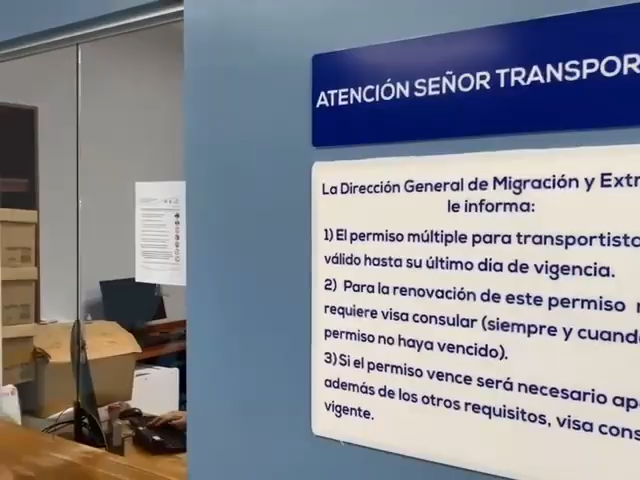 ATENCIÓN SEÑOR TRANSPOR
La Dirección General de Migración y Extr
le informa:
1) El permiso múltiple para transportisto
válido hasta su último día de vigencia.
2) Para la renovación de este permiso
requiere visa consular (siempre y cuand
permiso no haya vencido).
3) Si el permiso vence será necesario ap
además de los otros requisitos, visa cons
vigente.